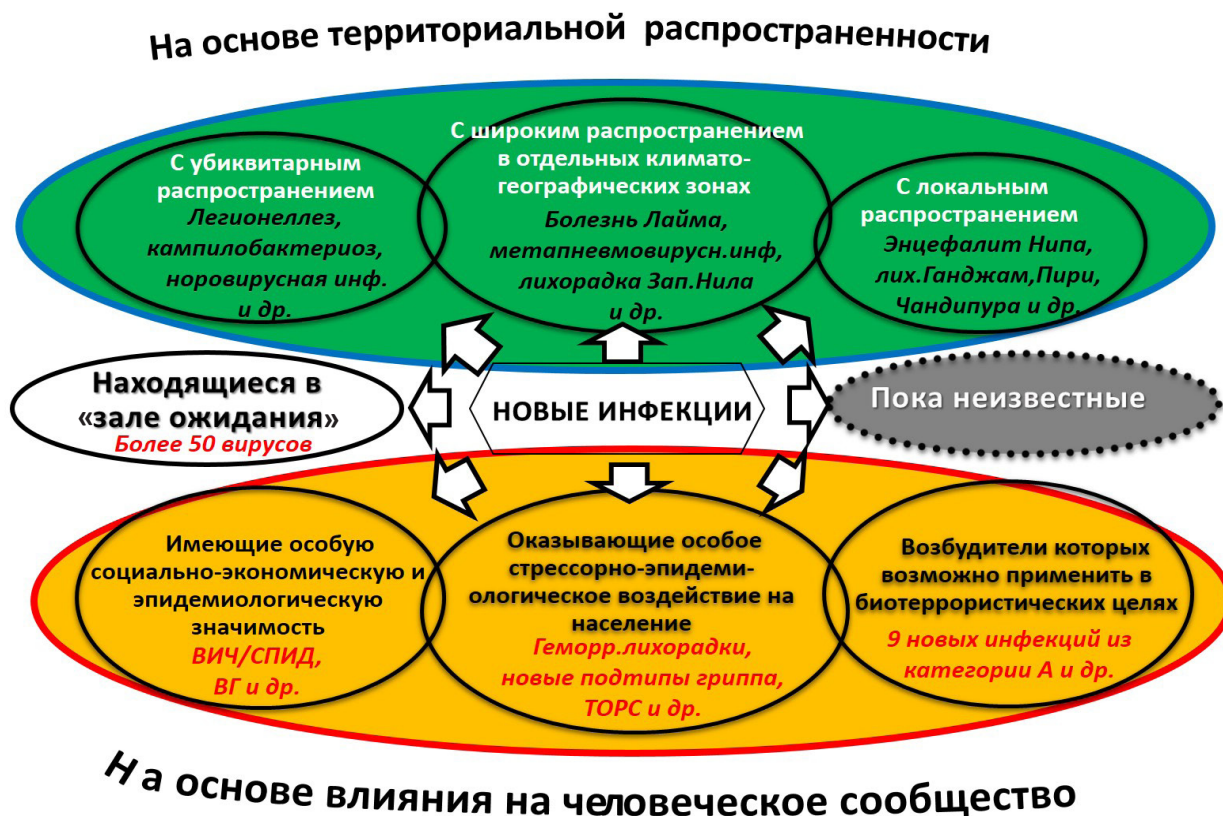 На основе территориальной распространенности
С убиквитарным
распространением
Легионеллез,
кампилобактериоз,
норовирусная инф.
и др.
С широким распространением
в отдельных климато-
географических зонах
Болезнь Лайма,
метапневмовирусн.инф,
лихорадка Зап.Нила
и др.
С локальным
распространением
Энцефалит Нипа,
лих.Ганджам,Пири,
Чандипура и др.
Находящиеся в
«зале ожидания»
Более 50 вирусов
НОВЫЕ ИНФЕКЦИИ
Пока неизвестные
Имеющие особую
социально-экономическую и
эпидемиологическую
значимость
ВИЧ/СПИД,
ВГ и др.
Оказывающие особое
стрессорно-эпидеми-
ологическое воздействие на
население
Геморр.лихорадки,
новые подтипы гриппа,
ТОРС и др.
Возбудители которых
возможно применить в
биотеррористических целях
9 новых инфекций из
категории А и др.
Н а основе влияния на человеческое сообщество